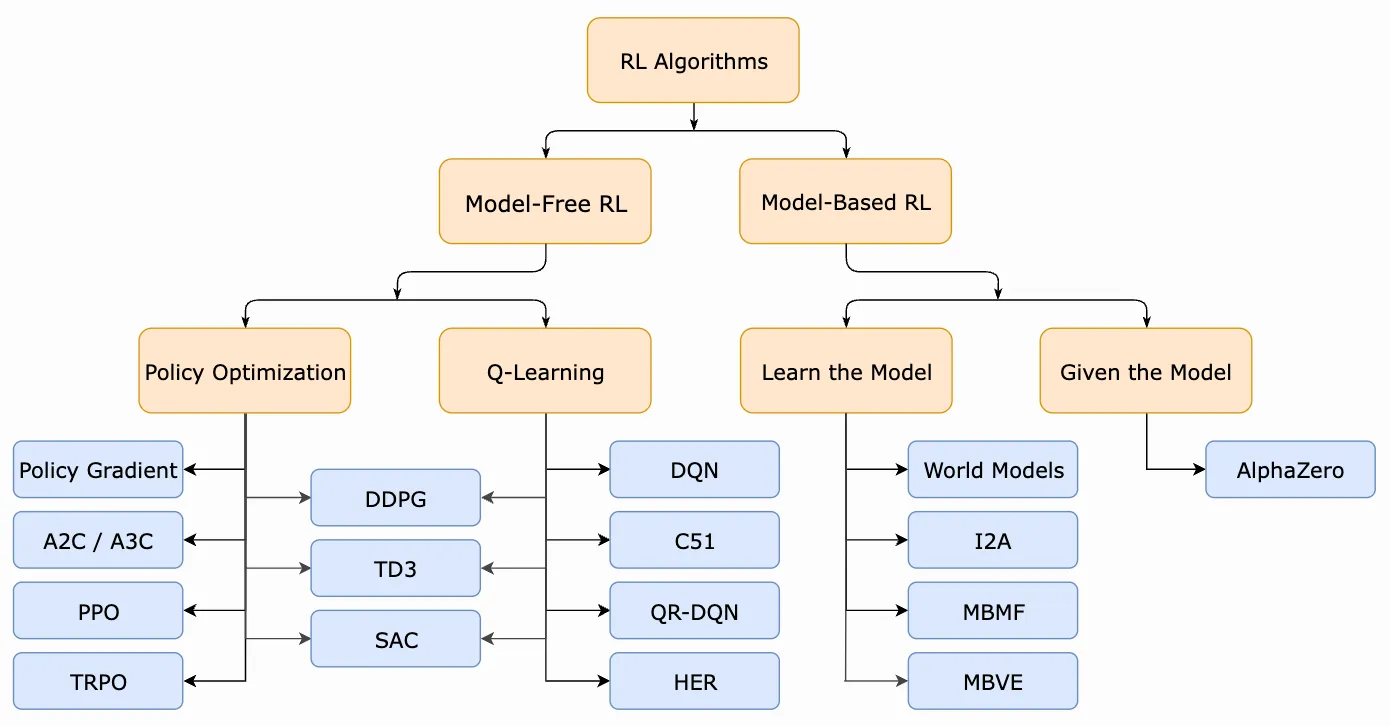 RL Algorithms
Model-Free RL
Model-Based RL
Policy Optimization
Q-Learning
Learn the Model
Given the Model
Policy Gradient
DDPG
DQN
World Models
AlphaZero
A2C / A3C
TD3
C51
I2A
PPO
SAC
QR-DQN
MBMF
TRPO
HER
MBVE